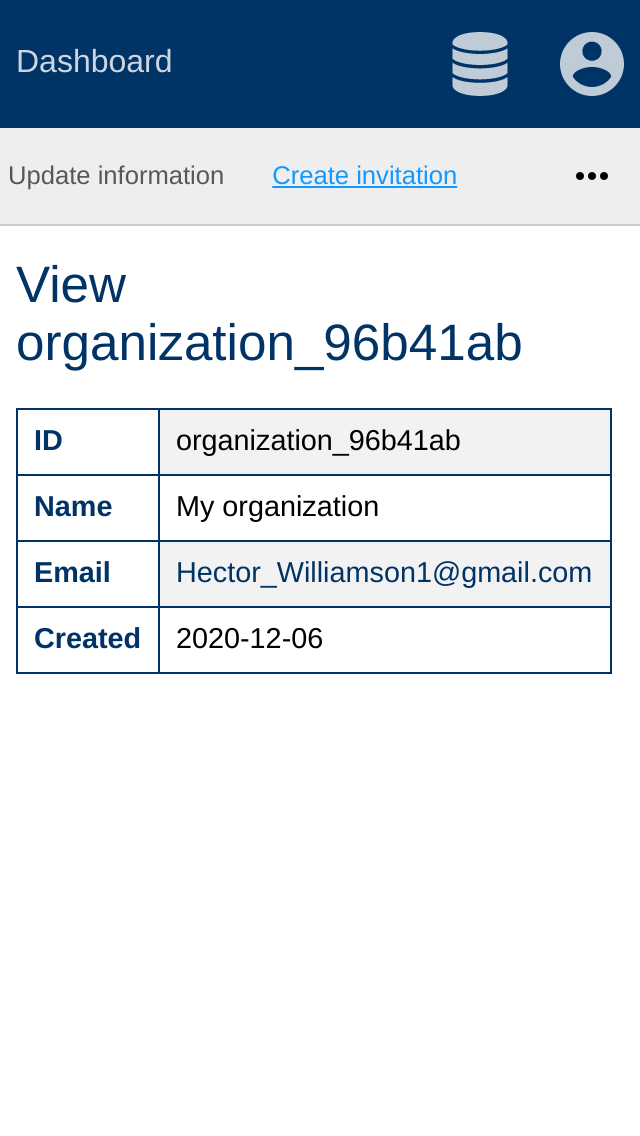 Dashboard
Update information Create invitation •••
View
organization_96b41ab
ID organization_96b41ab
Name My organization
Email Hector_Williamson1@gmail.com
Created 2020-12-06